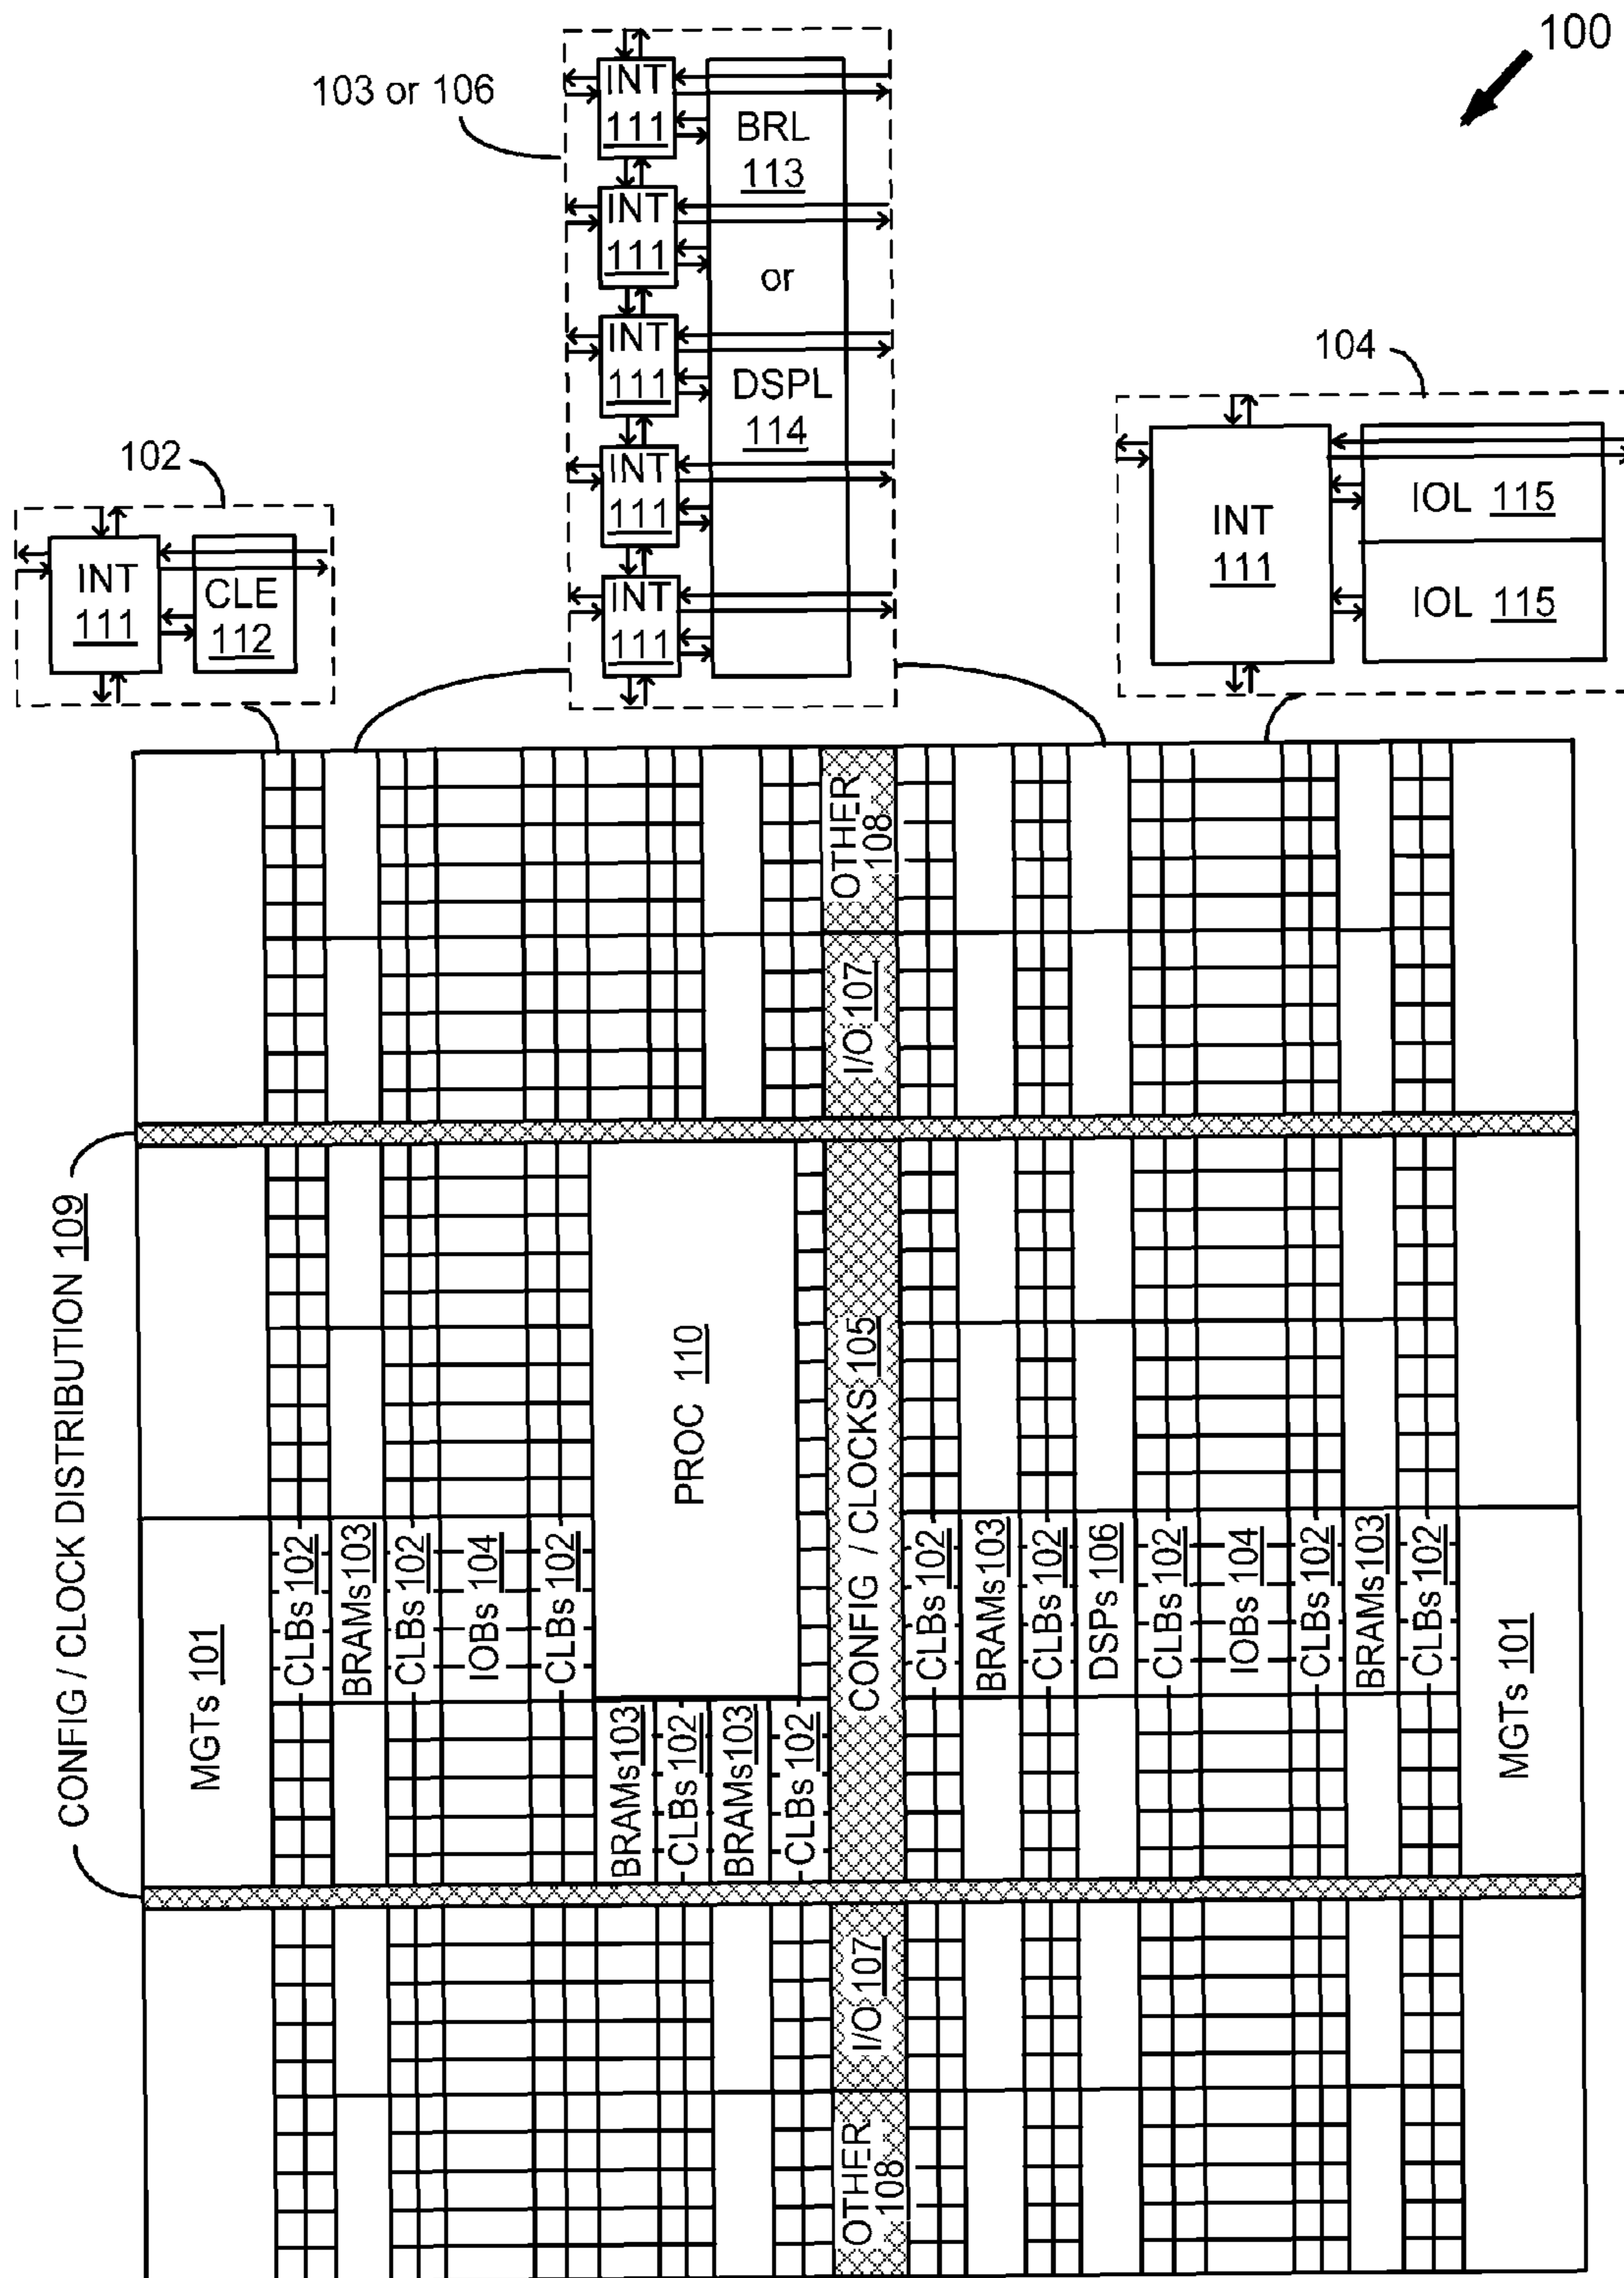 100
103 or 106
INT
111
BRL
113
INT
111
or
INT
111
DSPL
114
INT
111
INT
111
104
INT
111
IOL 115
IOL 115
102
INT
111
CLE
112
OTHER
108
I/O 107
CONFIG / CLOCK DISTRIBUTION 109
PROC 110
CONFIG / CLOCKS 105
MGTs 101
CLBs 102
BRAMs 103
CLBs 102
IOBs 104
CLBs 102
BRAMs 103
CLBs 102
BRAMs 103
CLBs 102
CLBs 102
BRAMs 103
CLBs 102
DSPs 106
CLBs 102
IOBs 104
CLBs 102
BRAMs 103
CLBs 102
MGTs 101
I/O 107
OTHER
108